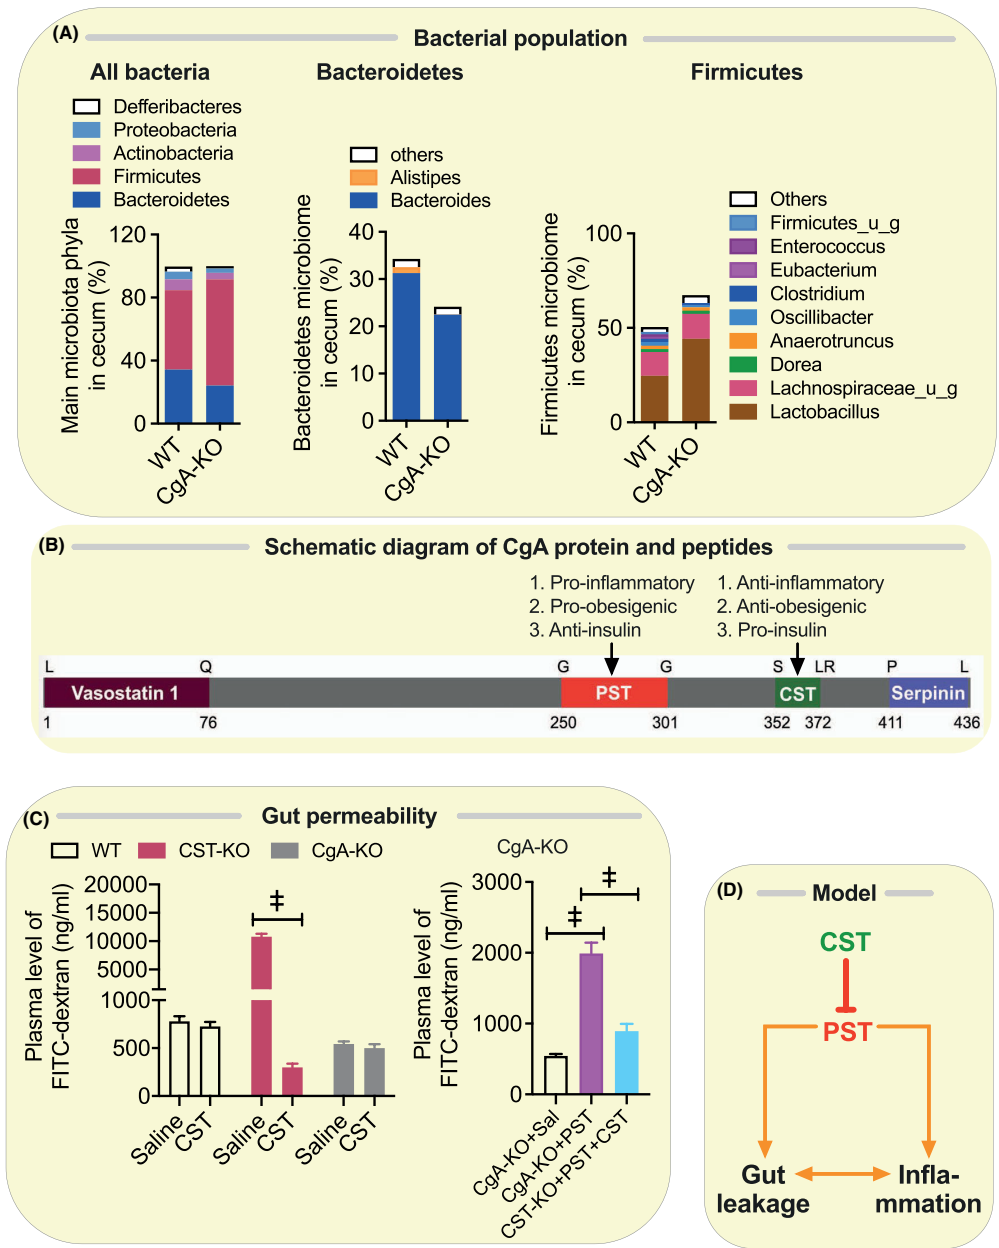 (A)
Bacterial population
All bacteria
Defferibacteres
Proteobacteria
Actinobacteria
Firmicutes
Bacteroidetes
Main microbiota phyla
in cecum (%)
120
80
40
0
WT
CgA-KO
Bacteroidetes
others
Alistipes
Bacteroides
Bacteroidetes microbiome
in cecum (%)
40
30
20
10
0
WT
CgA-KO
Firmicutes
Others
Firmicutes_u_g
Enterococcus
Eubacterium
Clostridium
Oscillibacter
Anaerotruncus
Dorea
Lachnospiraceae_u_g
Lactobacillus
Firmicutes microbiome
in cecum (%)
100
50
0
WT
CgA-KO
(B)
Schematic diagram of CgA protein and peptides
1. Pro-inflammatory
2. Pro-obesigenic
3. Anti-insulin
1. Anti-inflammatory
2. Anti-obesigenic
3. Pro-insulin
L Q G G S LR P L
Vasostatin 1 PST CST Serpinin
1 76 250 301 352 372 411 436
(C)
Gut permeability
WT CST-KO CgA-KO
Plasma level of
FITC-dextran (ng/ml)
20000
15000
10000
5000
1000
500
0
‡
Saline
CST
Saline
CST
Saline
CST
CgA-KO
Plasma level of
FITC-dextran (ng/ml)
3000
2000
1000
0
‡
‡
CgA-KO+Sal
CgA-KO+PST
CST-KO+PST+CST
(D)
Model
CST
PST
Gut
leakage
Infla-
mmation